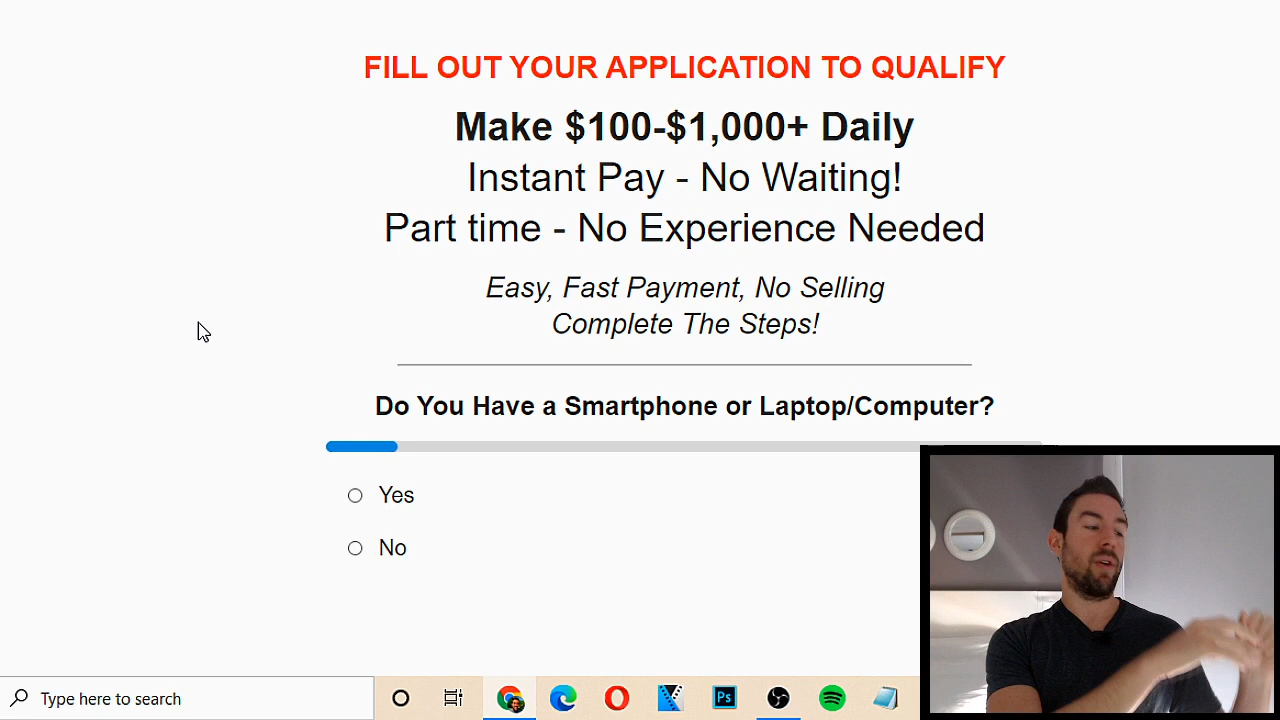 FILL OUT YOUR APPLICATION TO QUALIFY
Make $100-$1,000+ Daily
Instant Pay - No Waiting!
Part time - No Experience Needed
Easy, Fast Payment, No Selling
Complete The Steps!
Do You Have a Smartphone or Laptop/Computer?
Yes
No
Type here to search
Ps